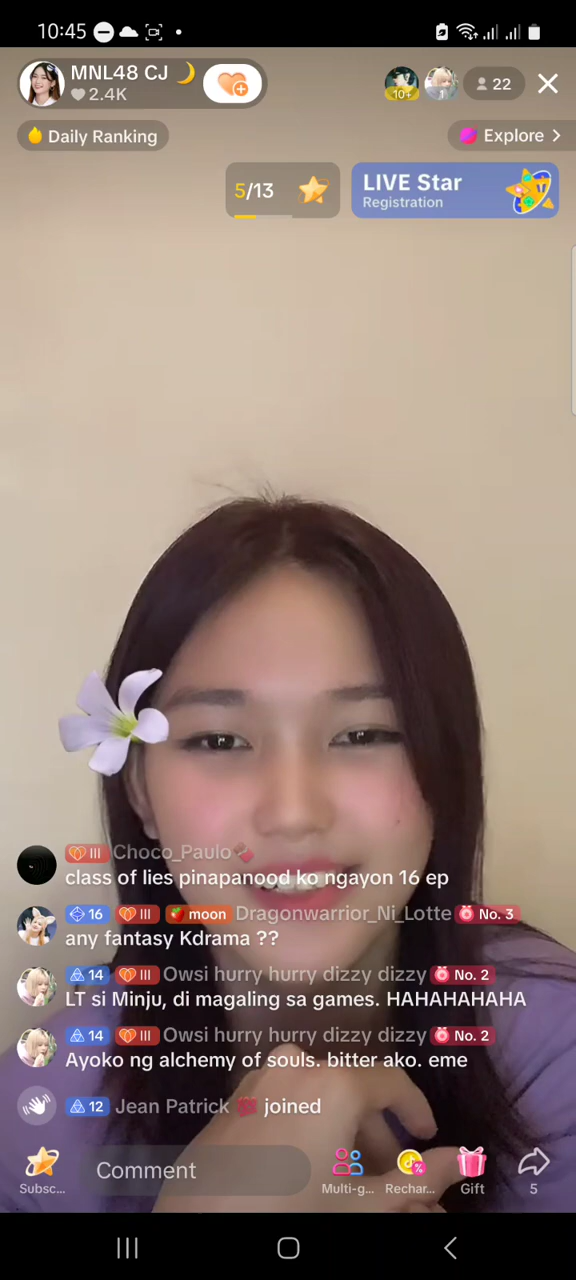 10:45
MNL48 CJ
2.4K
10+
1
22
Daily Ranking
Explore
5/13
LIVE Star
Registration
III Choco_Paulo
class of lies pinapanood ko ngayon 16 ep
16 III moon Dragonwarrior_Ni_Lotte No. 3
any fantasy Kdrama ??
14 III Owsi hurry hurry dizzy dizzy No. 2
LT si Minju, di magaling sa games. HAHAHAHAHA
14 III Owsi hurry hurry dizzy dizzy No. 2
Ayoko ng alchemy of souls. bitter ako. eme
12 Jean Patrick joined
Comment
Subsc... Multi-g... Rechar... Gift 5